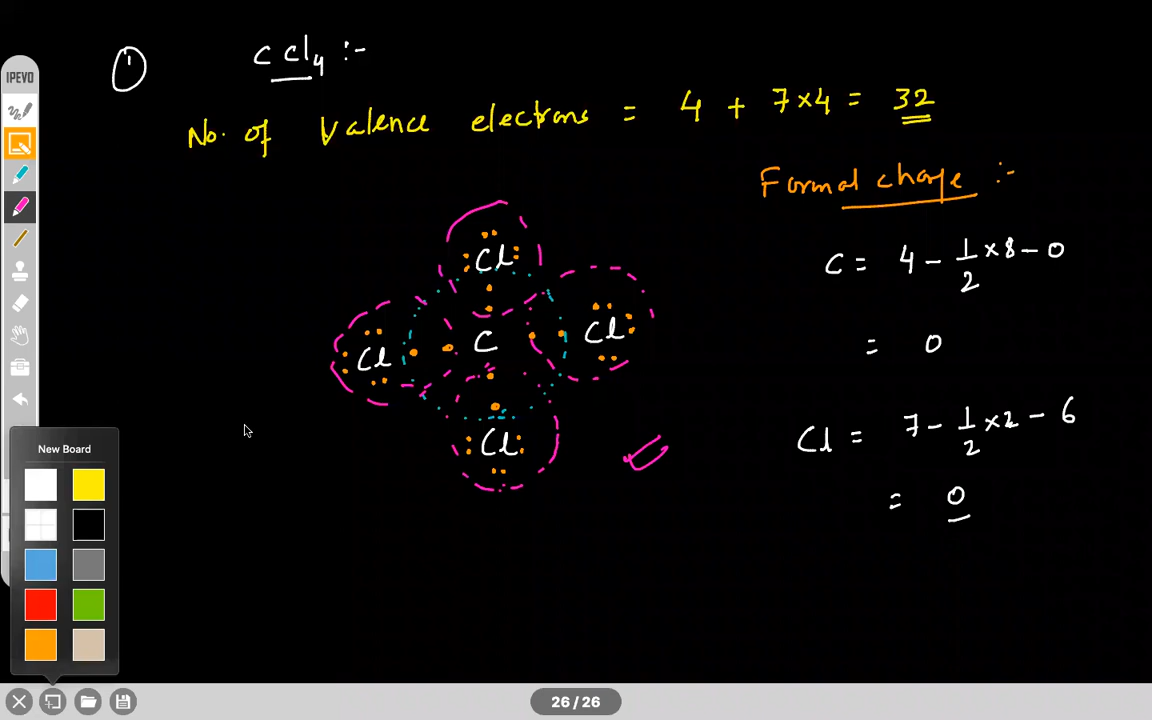 ① CCl₄ :-
IPEVO
No. of Valence electrons = 4 + 7×4 = 32
Formal charge :-
Cl
C = 4 - 1/2 × 8 - 0
Cl C Cl
= 0
Cl
Cl = 7 - 1/2 × 2 - 6
= 0
New Board
26 / 26